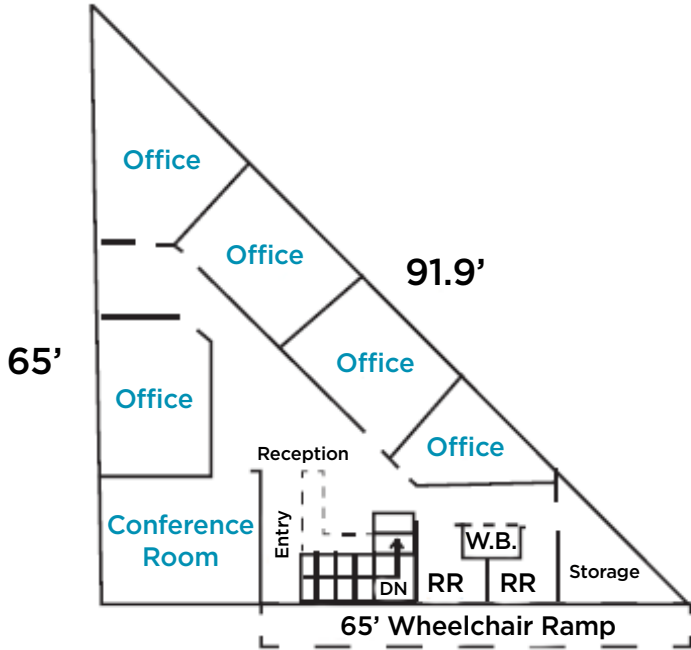 Office
Office
91.9’
65’
Office
Office
Office
Reception
Conference
Room
Entry
W.B.
DN
RR
RR
Storage
65’ Wheelchair Ramp